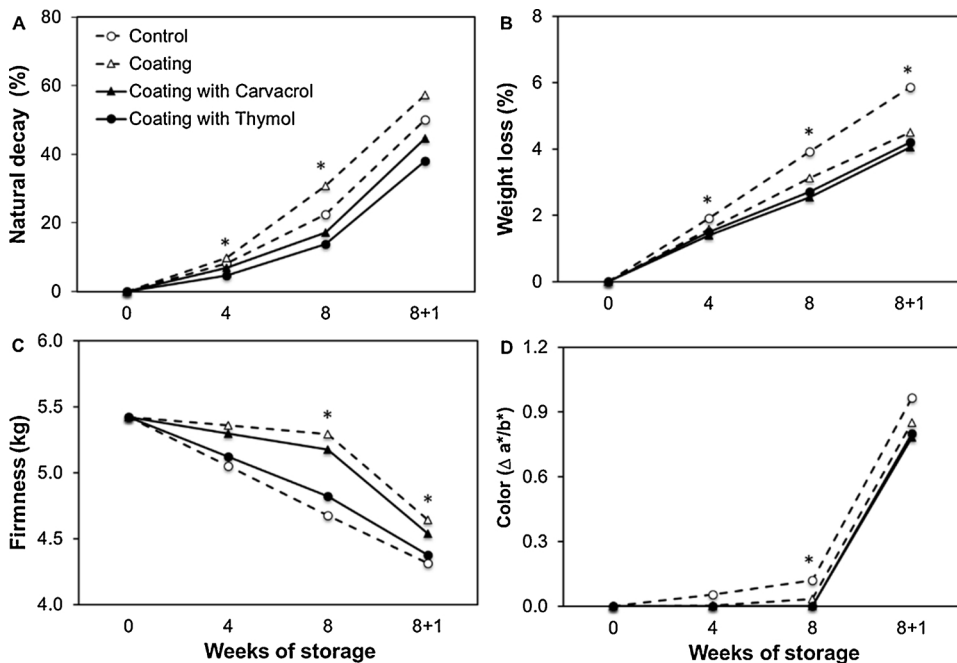 A
80
60
40
20
0
Natural decay (%)
Control
Coating
Coating with Carvacrol
Coating with Thymol
*
*
0 4 8 8+1
B
8
6
4
2
0
Weight loss (%)
*
*
*
0 4 8 8+1
C
6.0
5.5
5.0
4.5
4.0
Firmness (kg)
*
*
0 4 8 8+1
Weeks of storage
D
1.2
0.9
0.6
0.3
0.0
Color (Δ a*/b*)
*
0 4 8 8+1
Weeks of storage